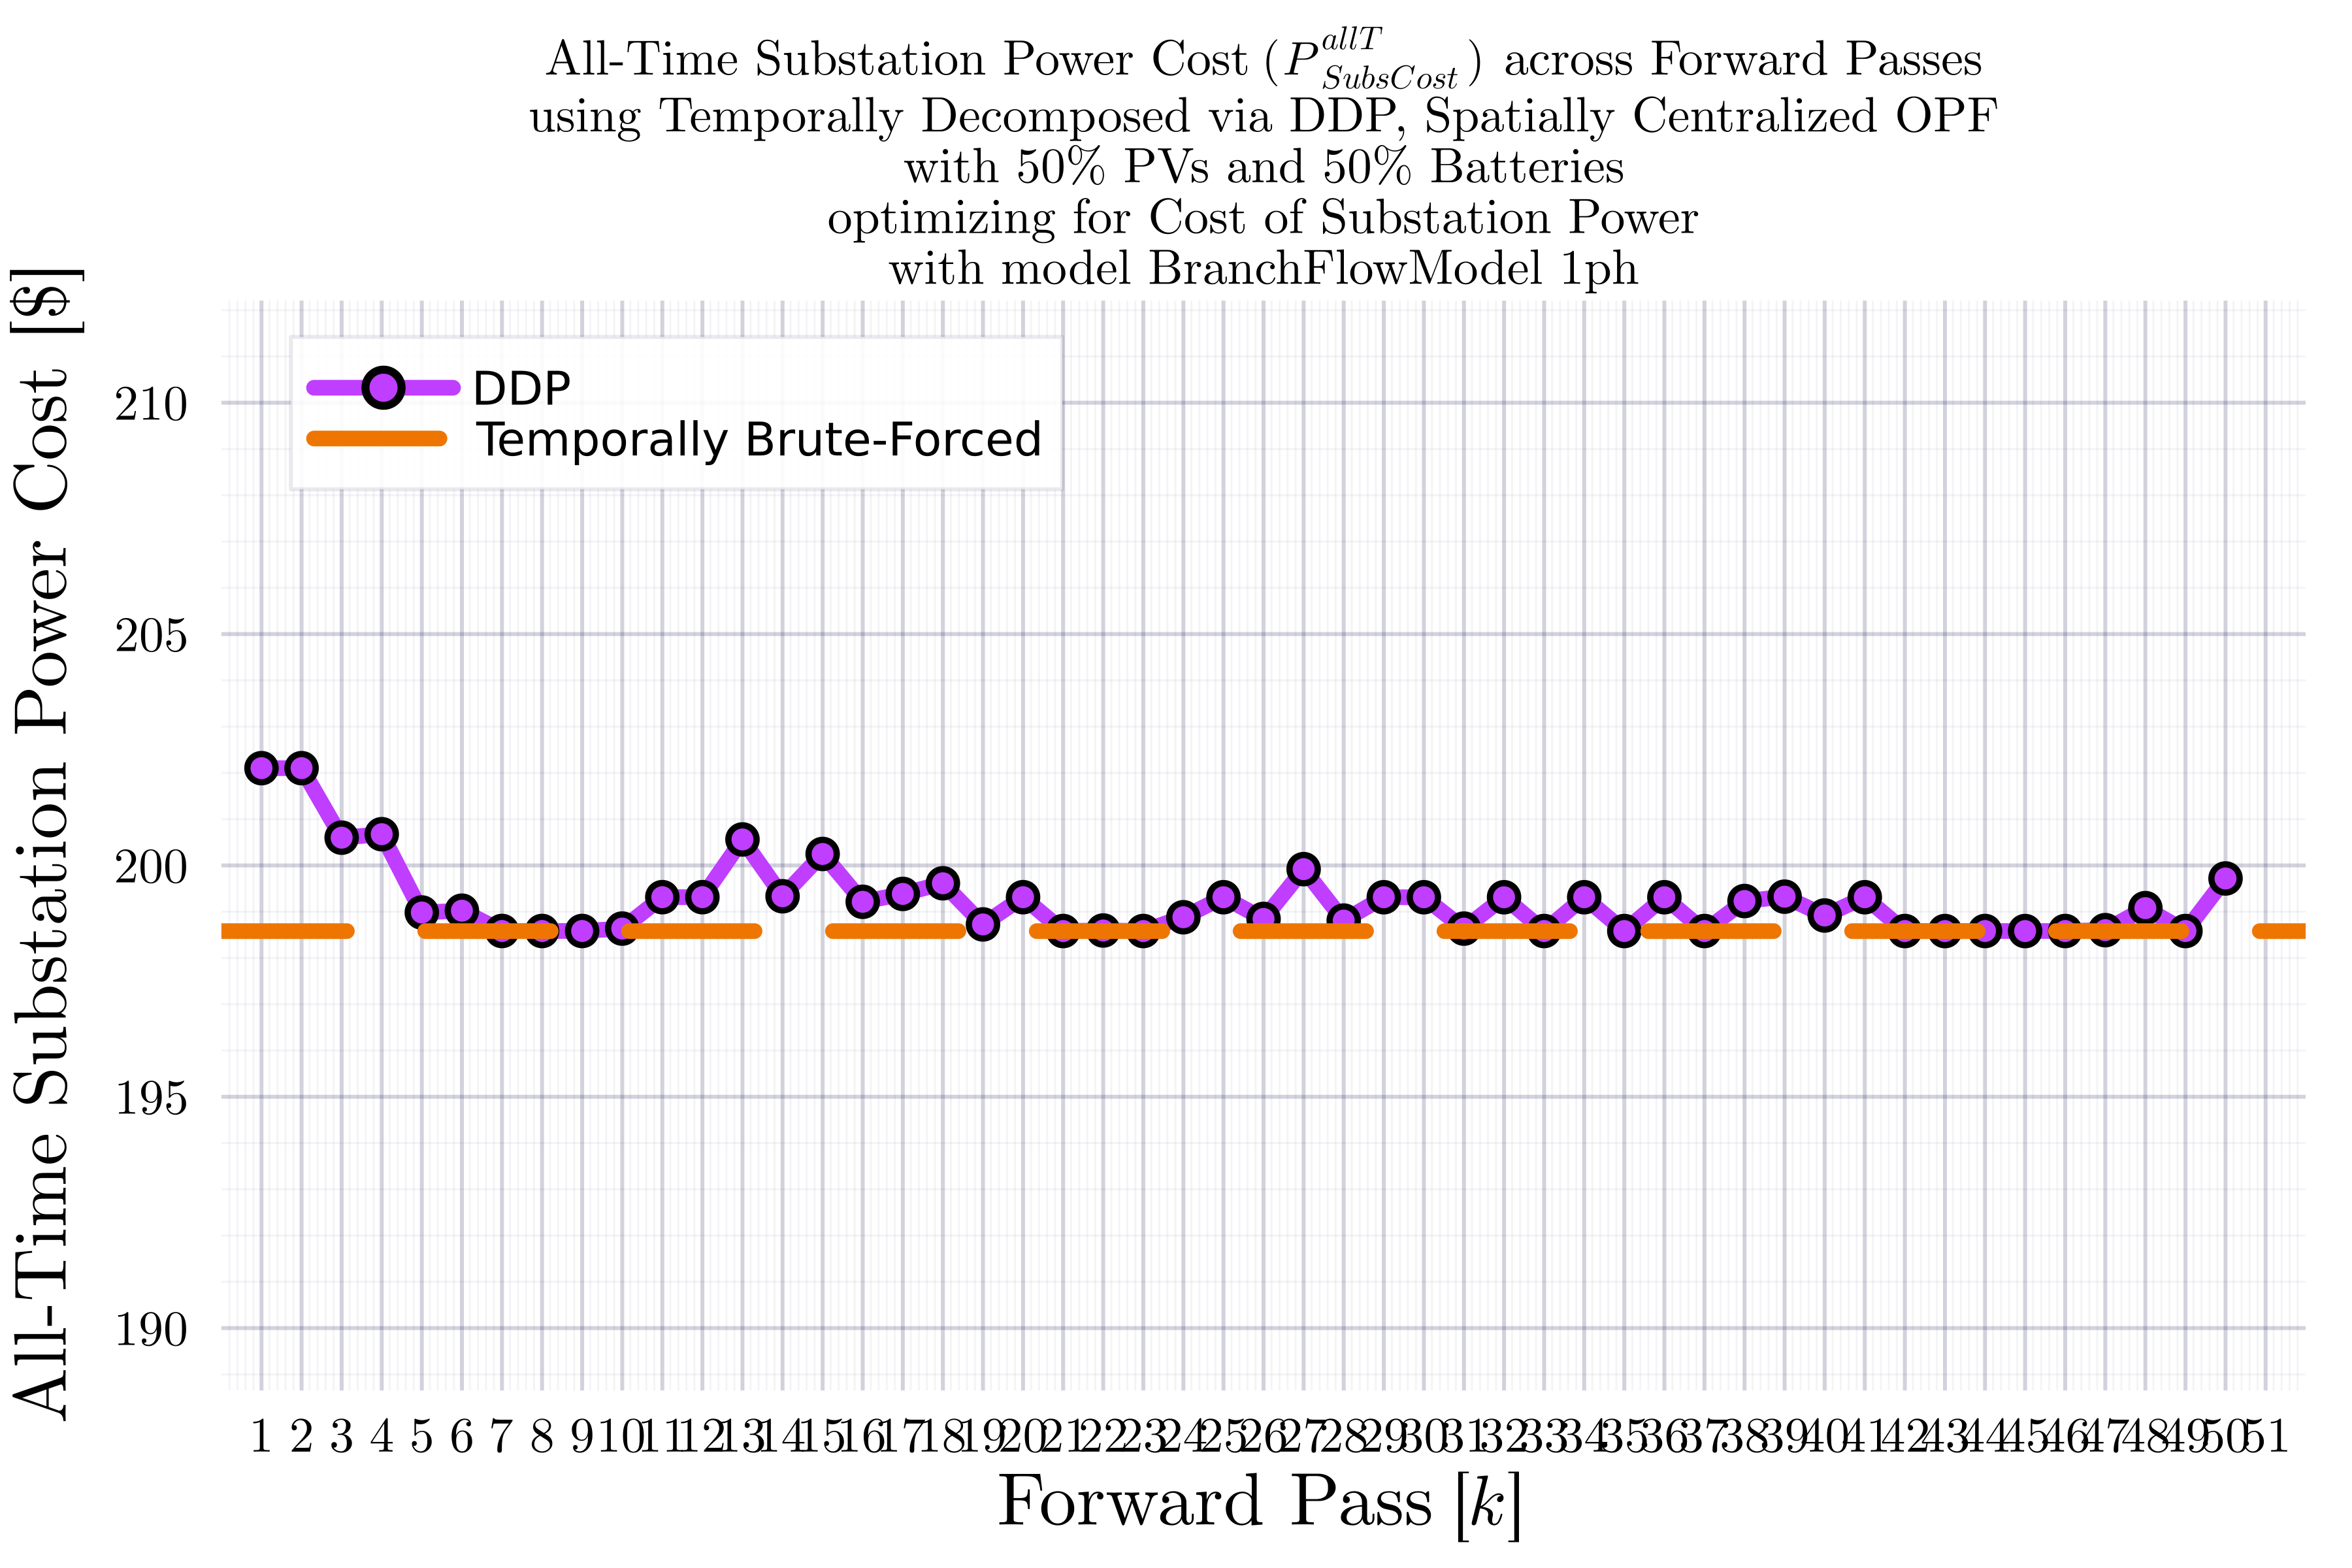 All-Time Substation Power Cost (P^{allT}_{SubsCost}) across Forward Passes
using Temporally Decomposed via DDP, Spatially Centralized OPF
with 50% PVs and 50% Batteries
optimizing for Cost of Substation Power
with model BranchFlowModel 1ph
All-Time Substation Power Cost [$]
DDP
Temporally Brute-Forced
210
205
200
195
190
1 2 3 4 5 6 7 8 9 10 11 12 13 14 15 16 17 18 19 20 21 22 23 24 25 26 27 28 29 30 31 32 33 34 35 36 37 38 39 40 41 42 43 44 45 46 47 48 49 50 51
Forward Pass [k]